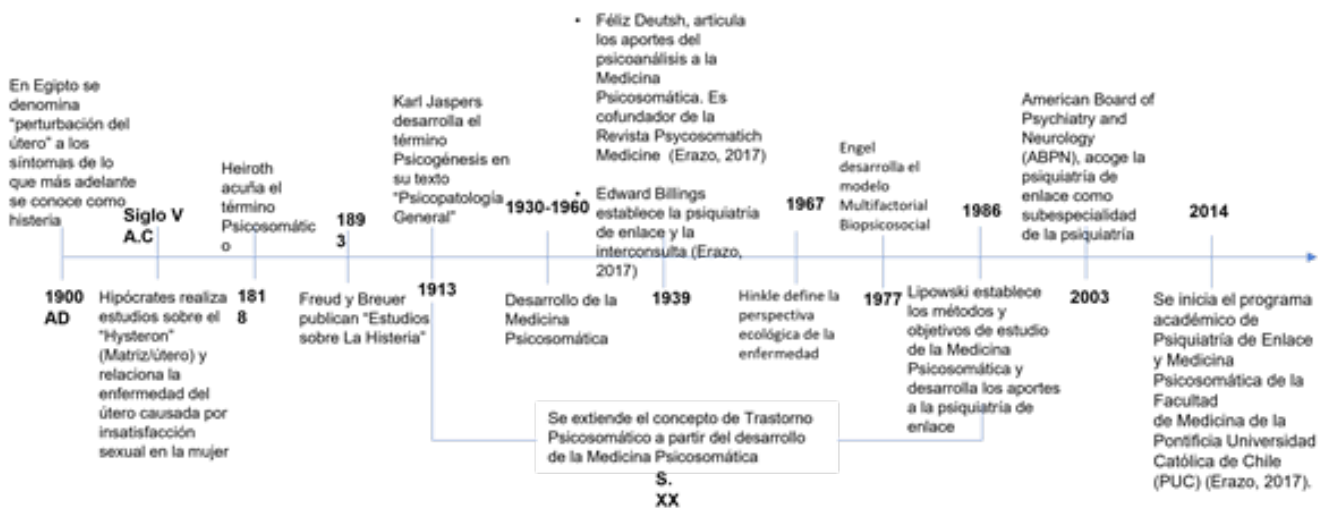 En Egipto se
denomina
"perturbación del
útero" a los
síntomas de lo
que más adelante
se conoce como
histeria
1900
AD
Siglo V
A.C
Hipócrates realiza
estudios sobre el
"Hysteron"
(Matriz/útero) y
relaciona la
enfermedad del
útero causada por
insatisfacción
sexual en la mujer
Heiroth
acuña el
término
Psicosomátic
o
181
8
189
3
Freud y Breuer
publican "Estudios
sobre La Histeria"
Karl Jaspers
desarrolla el
término
Psicogénesis en
su texto
"Psicopatología
General"
1913
1930-1960
Desarrollo de la
Medicina
Psicosomática
• Féliz Deutsh, articula
los aportes del
psicoanálisis a la
Medicina
Psicosomática. Es
cofundador de la
Revista Psycosomatich
Medicine (Erazo, 2017)
• Edward Billings
establece la psiquiatría
de enlace y la
interconsulta (Erazo,
2017)
1939
1967
Hinkle define la
perspectiva
ecológica de la
enfermedad
Engel
desarrolla el
modelo
Multifactorial
Biopsicosocial
1977
1986
Lipowski establece
los métodos y
objetivos de estudio
de la Medicina
Psicosomática y
desarrolla los aportes
a la psiquiatría de
enlace
American Board of
Psychiatry and
Neurology
(ABPN), acoge la
psiquiatría de
enlace como
subespecialidad
de la psiquiatría
2003
2014
Se inicia el programa
académico de
Psiquiatría de Enlace
y Medicina
Psicosomática de la
Facultad
de Medicina de la
Pontificia Universidad
Católica de Chile
(PUC) (Erazo, 2017).
Se extiende el concepto de Trastorno
Psicosomático a partir del desarrollo
de la Medicina Psicosomática
S.
XX